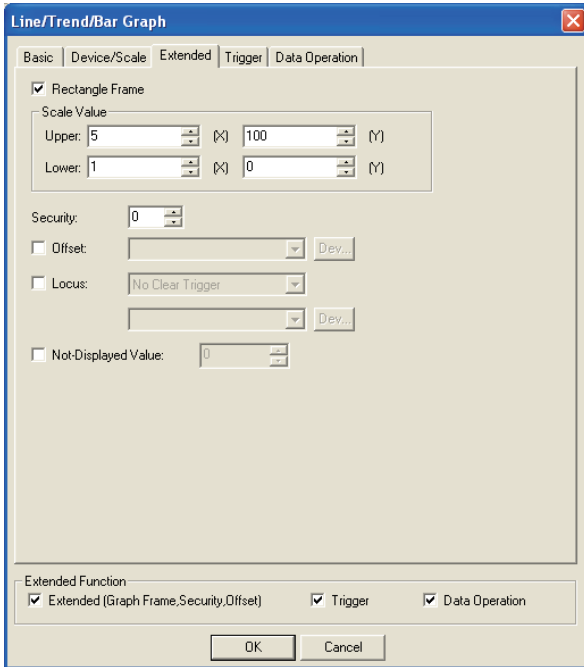 Line/Trend/Bar Graph
Basic Device/Scale Extended Trigger Data Operation
Rectangle Frame
Scale Value
Upper: 5 (X) 100 (Y)
Lower: 1 (X) 0 (Y)
Security: 0
Offset: Dev...
Locus: No Clear Trigger
Dev...
Not-Displayed Value: 0
Extended Function
Extended (Graph Frame,Security,Offset) Trigger Data Operation
OK Cancel